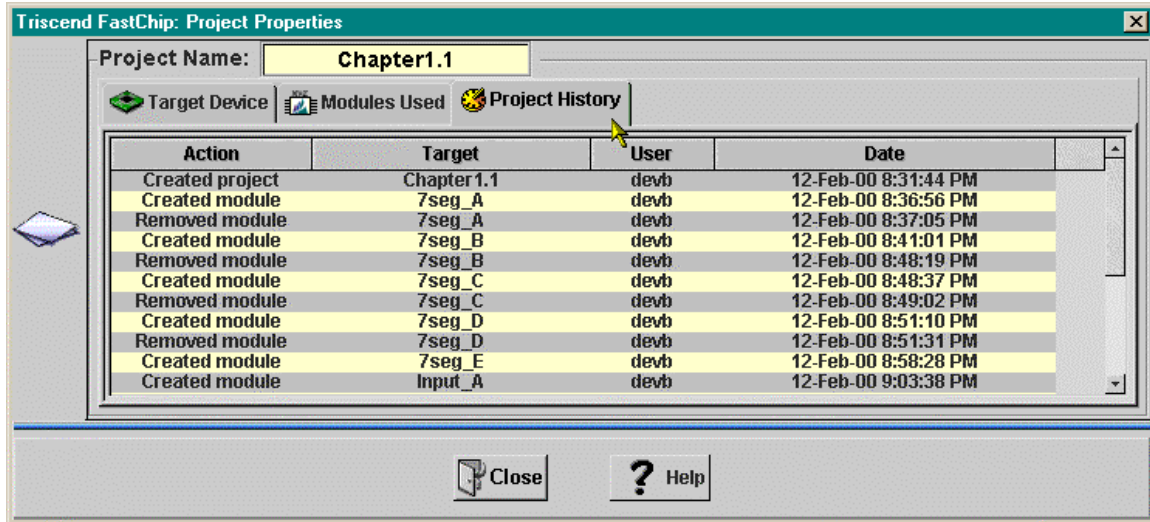 Triscend FastChip: Project Properties
Project Name: Chapter1.1
Target Device Modules Used Project History
Action Target User Date
Created project Chapter1.1 devb 12-Feb-00 8:31:44 PM
Created module 7seg_A devb 12-Feb-00 8:36:56 PM
Removed module 7seg_A devb 12-Feb-00 8:37:05 PM
Created module 7seg_B devb 12-Feb-00 8:41:01 PM
Removed module 7seg_B devb 12-Feb-00 8:48:19 PM
Created module 7seg_C devb 12-Feb-00 8:48:37 PM
Removed module 7seg_C devb 12-Feb-00 8:49:02 PM
Created module 7seg_D devb 12-Feb-00 8:51:10 PM
Removed module 7seg_D devb 12-Feb-00 8:51:31 PM
Created module 7seg_E devb 12-Feb-00 8:58:28 PM
Created module Input_A devb 12-Feb-00 9:03:38 PM
Close ? Help